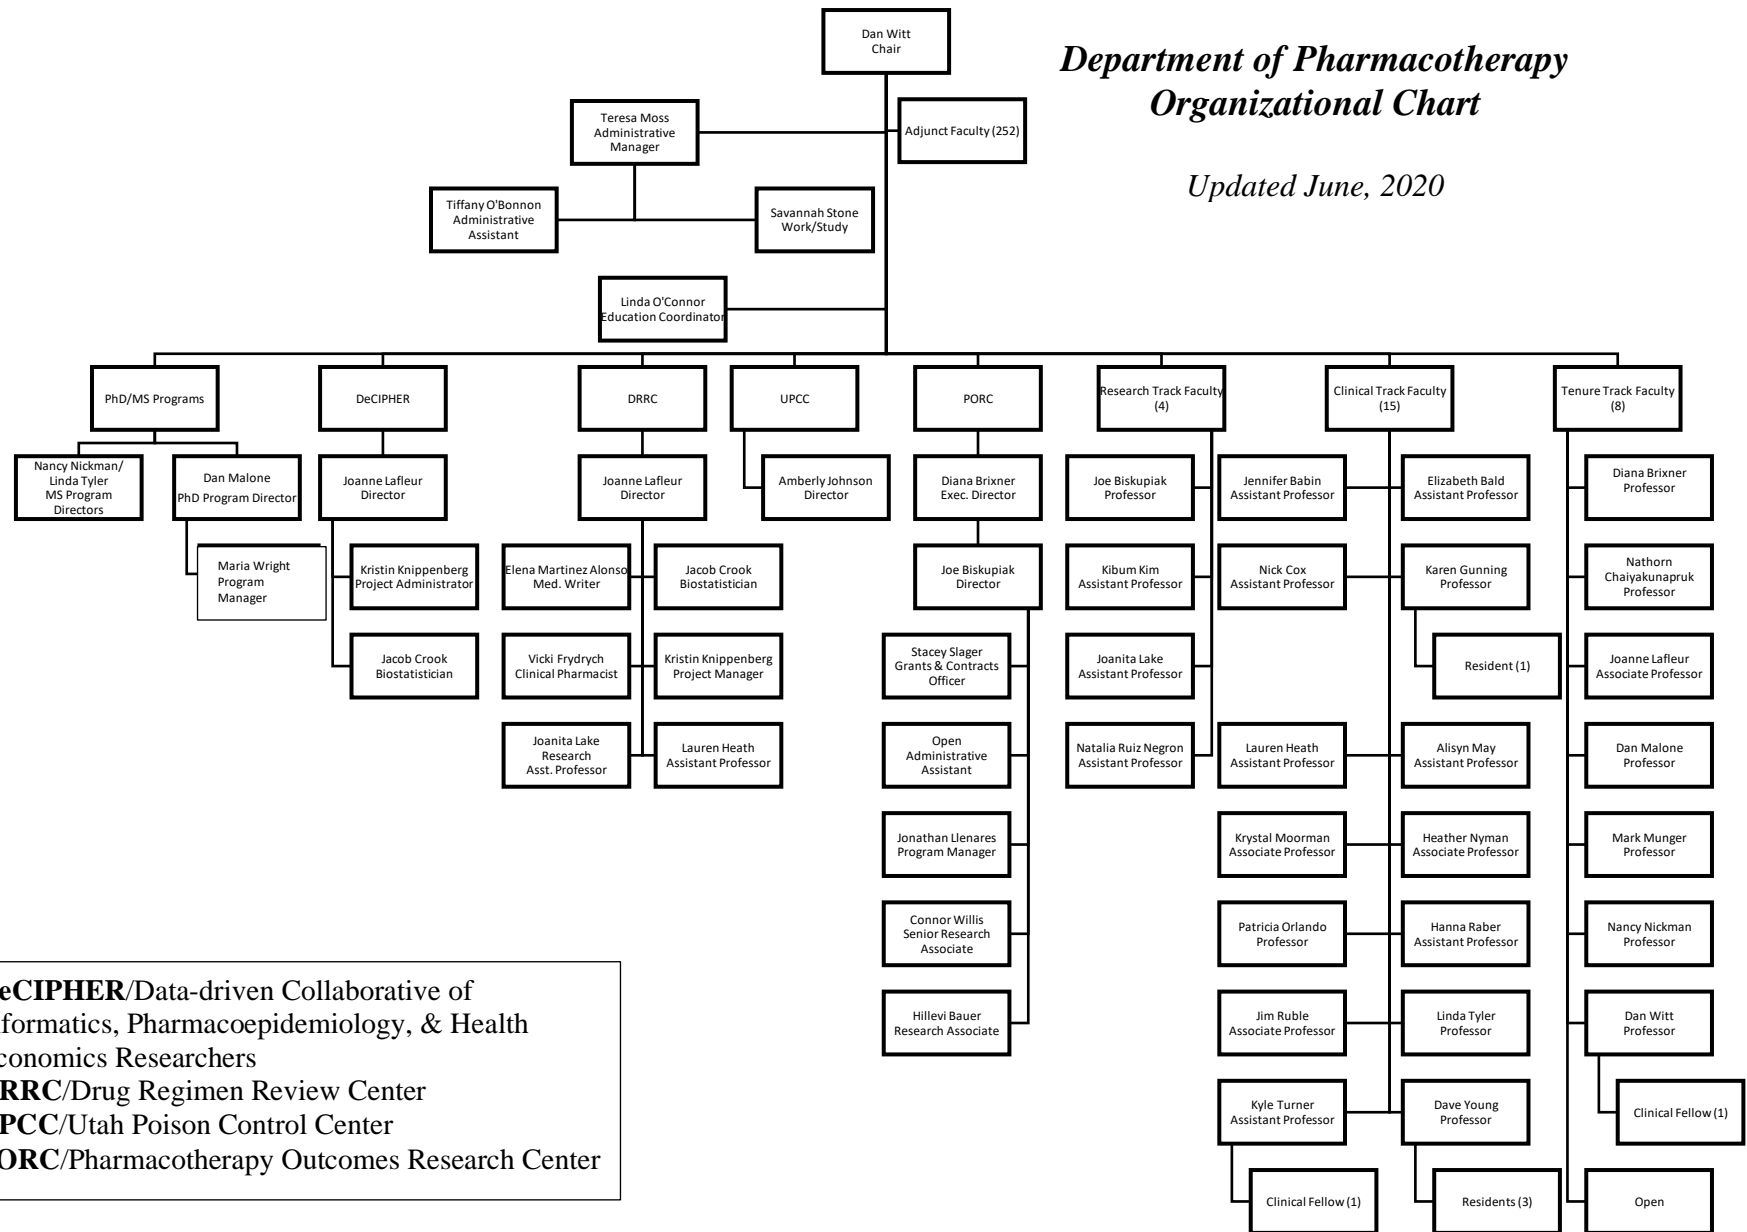 Dan Witt
Chair
Department of Pharmacotherapy
Organizational Chart
Updated June, 2020
Teresa Moss
Administrative
Manager
Adjunct Faculty (252)
Tiffany O'Bonnon
Administrative
Assistant
Savannah Stone
Work/Study
Linda O'Connor
Education Coordinator
PhD/MS Programs
DeCIPHER
DRRC
UPCC
PORC
Research Track Faculty
(4)
Clinical Track Faculty
(15)
Tenure Track Faculty
(8)
Nancy Nickman/
Linda Tyler
MS Program
Directors
Dan Malone
PhD Program Director
Maria Wright
Program
Manager
Joanne Lafleur
Director
Kristin Knippenberg
Project Administrator
Jacob Crook
Biostatistician
Joanne Lafleur
Director
Elena Martinez Alonso
Med. Writer
Jacob Crook
Biostatistician
Vicki Frydrych
Clinical Pharmacist
Kristin Knippenberg
Project Manager
Joanita Lake
Research
Asst. Professor
Lauren Heath
Assistant Professor
Amberly Johnson
Director
Diana Brixner
Exec. Director
Joe Biskupiak
Director
Stacey Slager
Grants & Contracts
Officer
Open
Administrative
Assistant
Jonathan Llenares
Program Manager
Connor Willis
Senior Research
Associate
Hillevi Bauer
Research Associate
Joe Biskupiak
Professor
Kibum Kim
Assistant Professor
Joanita Lake
Assistant Professor
Natalia Ruiz Negron
Assistant Professor
Jennifer Babin
Assistant Professor
Elizabeth Bald
Assistant Professor
Nick Cox
Assistant Professor
Karen Gunning
Professor
Resident (1)
Lauren Heath
Assistant Professor
Alisyn May
Assistant Professor
Krystal Moorman
Associate Professor
Heather Nyman
Associate Professor
Patricia Orlando
Professor
Hanna Raber
Assistant Professor
Jim Ruble
Associate Professor
Linda Tyler
Professor
Kyle Turner
Assistant Professor
Dave Young
Professor
Clinical Fellow (1)
Residents (3)
Diana Brixner
Professor
Nathorn
Chaiyakunapruk
Professor
Joanne Lafleur
Associate Professor
Dan Malone
Professor
Mark Munger
Professor
Nancy Nickman
Professor
Dan Witt
Professor
Clinical Fellow (1)
Open
eCIPHER/Data-driven Collaborative of
nformatics, Pharmacoepidemiology, & Health
conomics Researchers
RRC/Drug Regimen Review Center
PCC/Utah Poison Control Center
ORC/Pharmacotherapy Outcomes Research Center